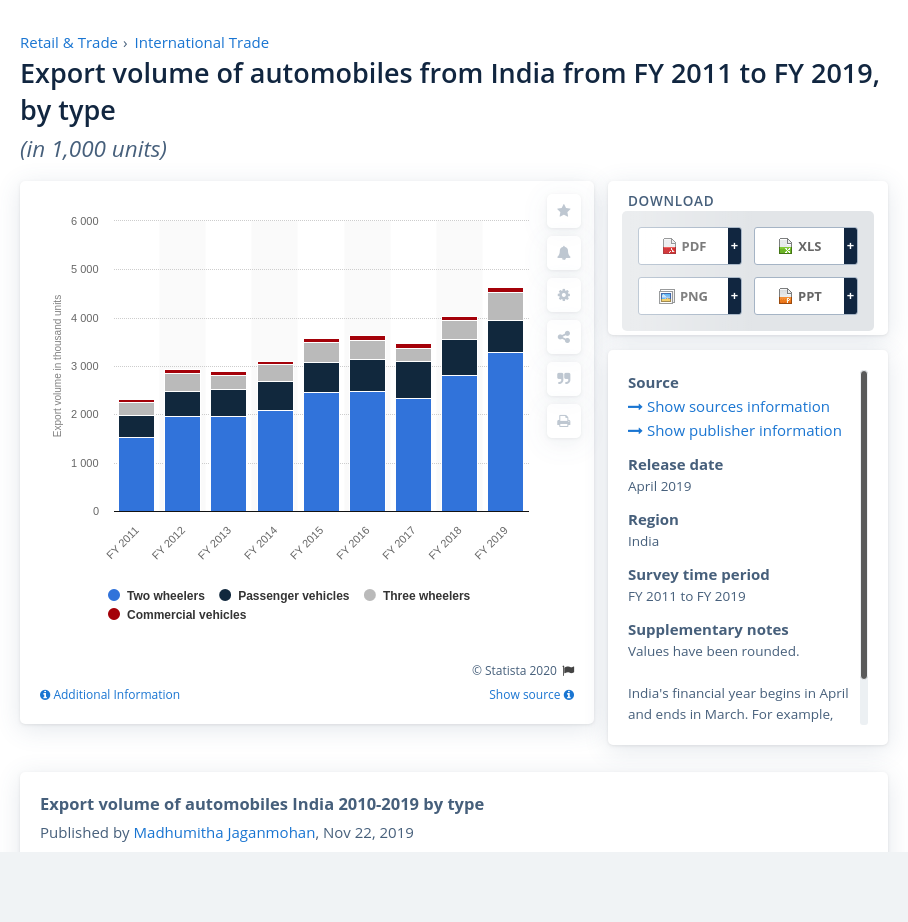 Retail & Trade › International Trade
Export volume of automobiles from India from FY 2011 to FY 2019,
by type
(in 1,000 units)
6 000
5 000
4 000
3 000
2 000
1 000
0
Export volume in thousand units
FY 2011
FY 2012
FY 2013
FY 2014
FY 2015
FY 2016
FY 2017
FY 2018
FY 2019
Two wheelers Passenger vehicles Three wheelers
Commercial vehicles
© Statista 2020
Additional Information Show source
DOWNLOAD
PDF + XLS +
PNG + PPT +
Source
Show sources information
Show publisher information
Release date
April 2019
Region
India
Survey time period
FY 2011 to FY 2019
Supplementary notes
Values have been rounded.
India's financial year begins in April
and ends in March. For example,
Export volume of automobiles India 2010-2019 by type
Published by Madhumitha Jaganmohan, Nov 22, 2019